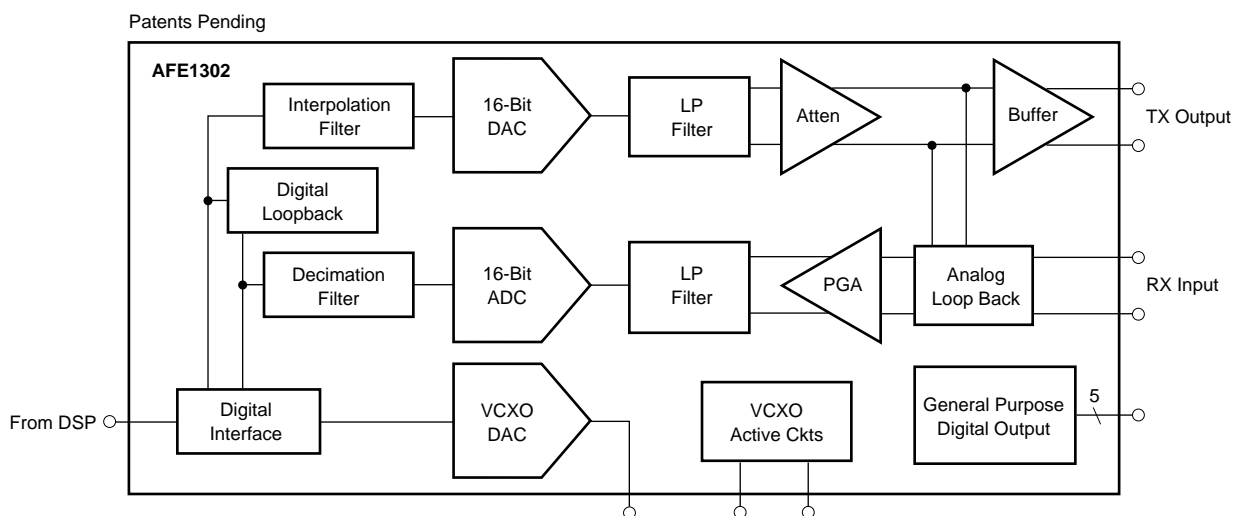 Patents Pending
AFE1302
Interpolation
Filter
16-Bit
DAC
LP
Filter
Atten
Buffer
TX Output
Digital
Loopback
Decimation
Filter
16-Bit
ADC
LP
Filter
PGA
Analog
Loop Back
RX Input
From DSP
Digital
Interface
VCXO
DAC
VCXO
Active Ckts
General Purpose
Digital Output
5